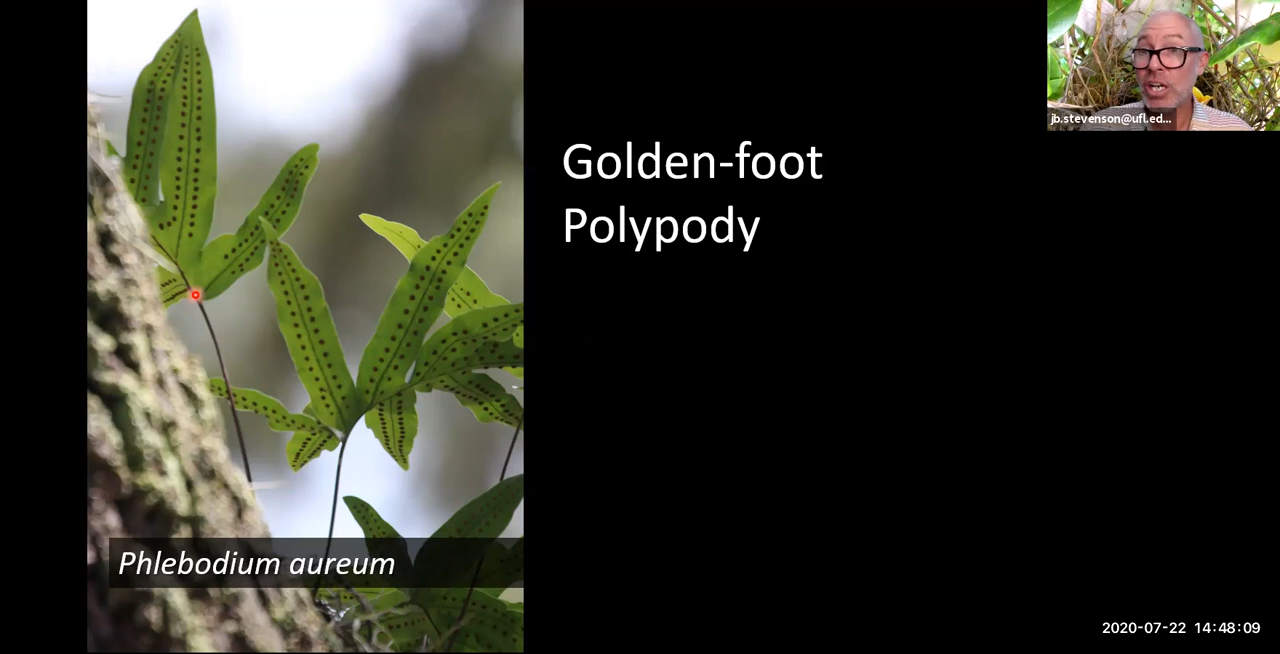 jb.stevenson@ufl.ed...
Golden-foot
Polypody
Phlebodium aureum
2020-07-22 14:48:09